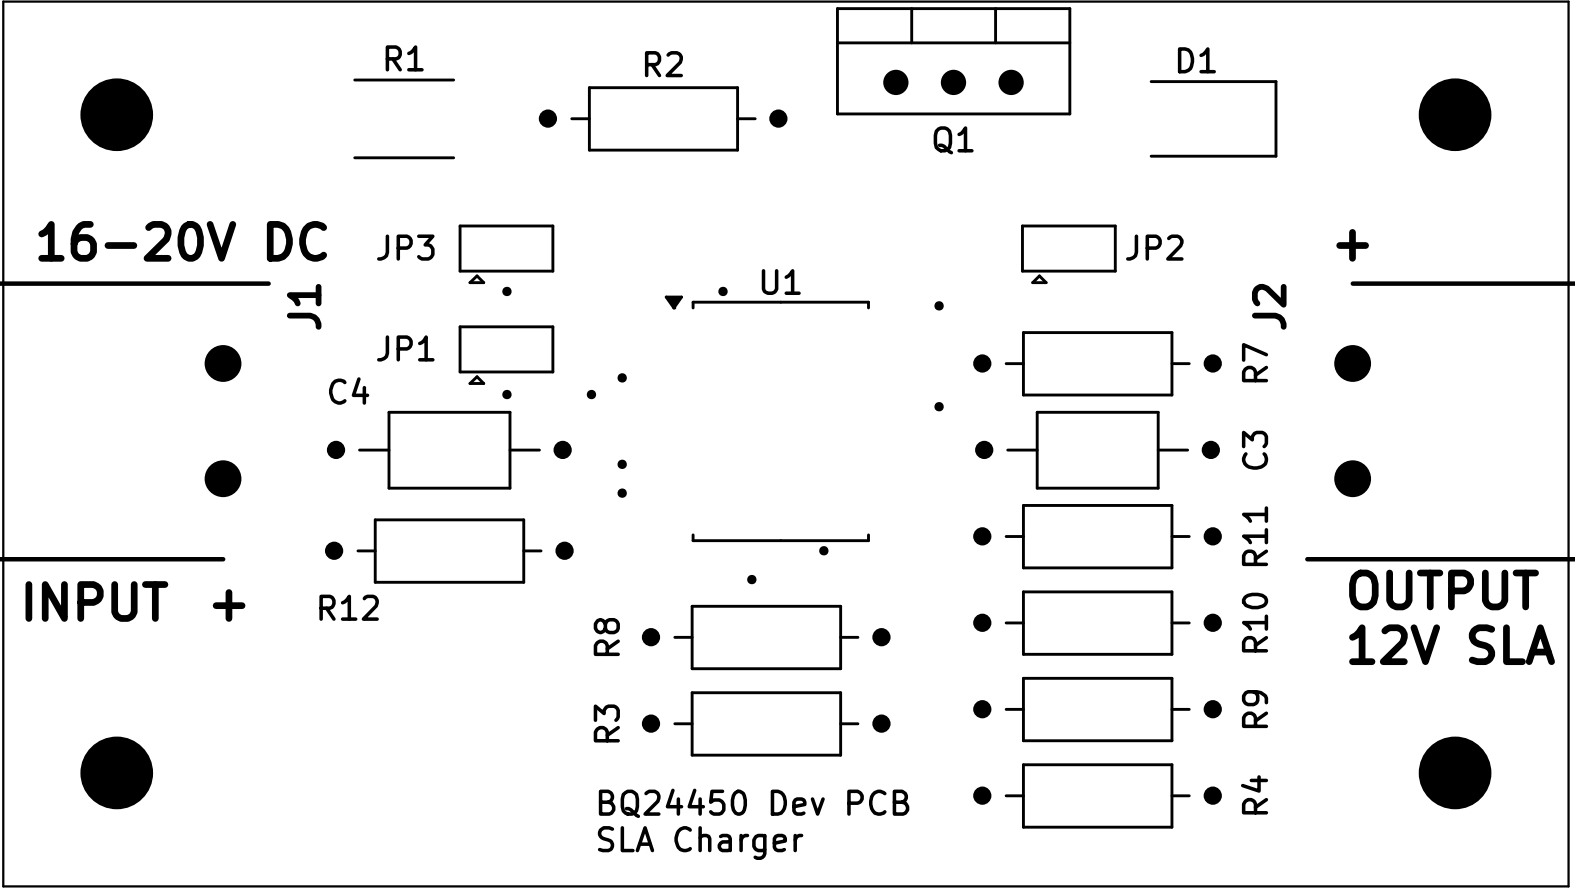 R1
R2
Q1
D1
16-20V DC
JP3
JP2
+
J1
U1
J2
JP1
R7
C4
C3
R11
INPUT +
R12
R8
R10
OUTPUT
12V SLA
R3
R9
R4
BQ24450 Dev PCB
SLA Charger